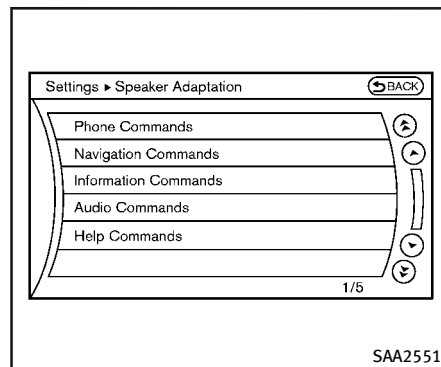 Settings ▸ Speaker Adaptation
BACK
Phone Commands
Navigation Commands
Information Commands
Audio Commands
Help Commands
1/5
SAA2551